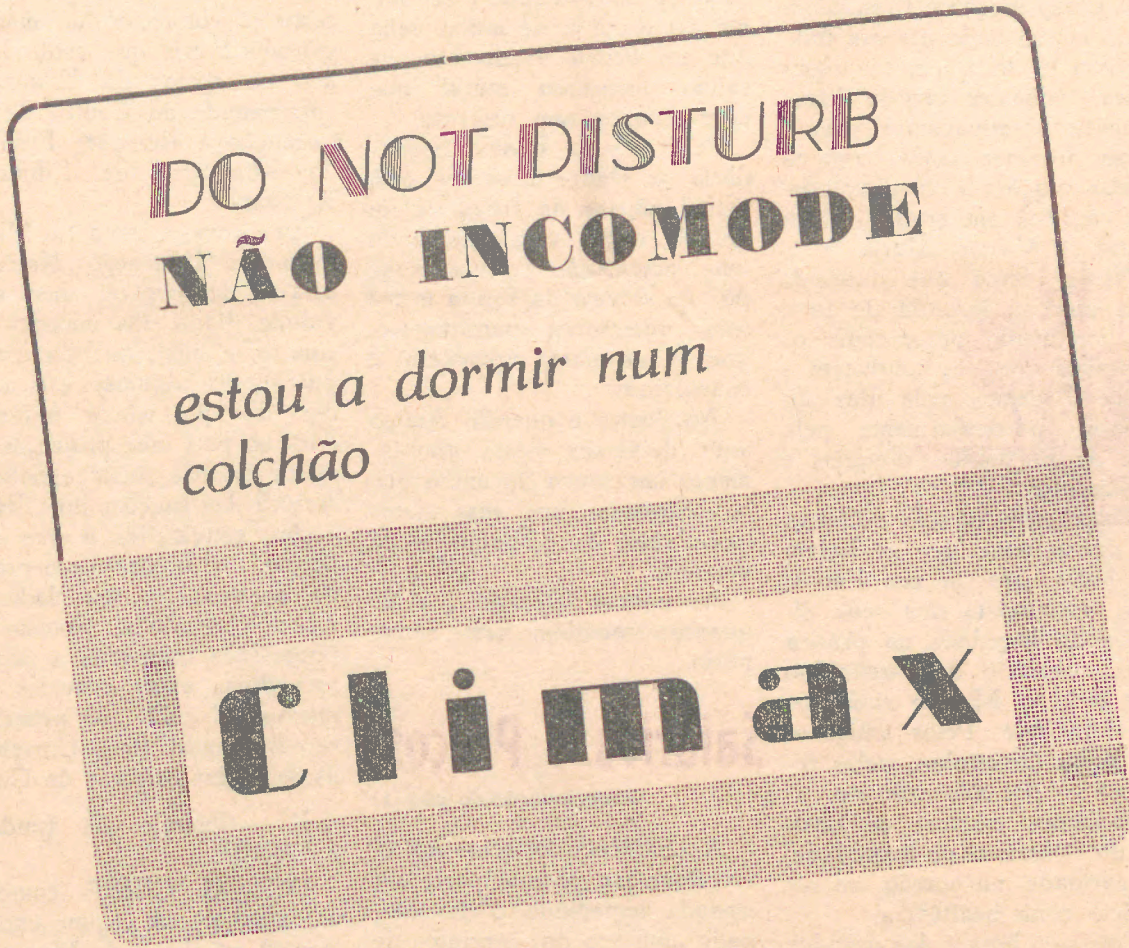 DO NOT DISTURB
NÃO INCOMODE
estou a dormir num
colchão
Climax